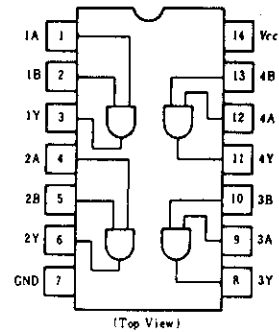 1A 1 14 Vcc
1B 2 13 4B
1Y 3 12 4A
2A 4 11 4Y
2B 5 10 3B
2Y 6 9 3A
GND 7 8 3Y
(Top View)